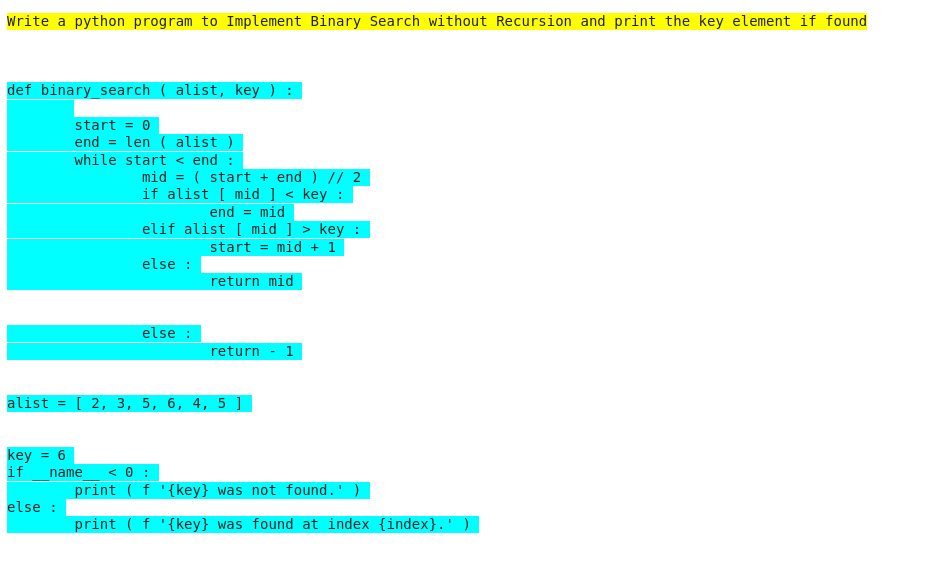 Write a python program to Implement Binary Search without Recursion and print the key element if found
def binary_search ( alist, key ) :
start = 0
end = len ( alist )
while start < end :
mid = ( start + end ) // 2
if alist [ mid ] < key :
end = mid
elif alist [ mid ] > key :
start = mid + 1
else :
return mid
else :
return - 1
alist = [ 2, 3, 5, 6, 4, 5 ]
key = 6
if __name__ < 0 :
print ( f '{key} was not found.' )
else :
print ( f '{key} was found at index {index}.' )